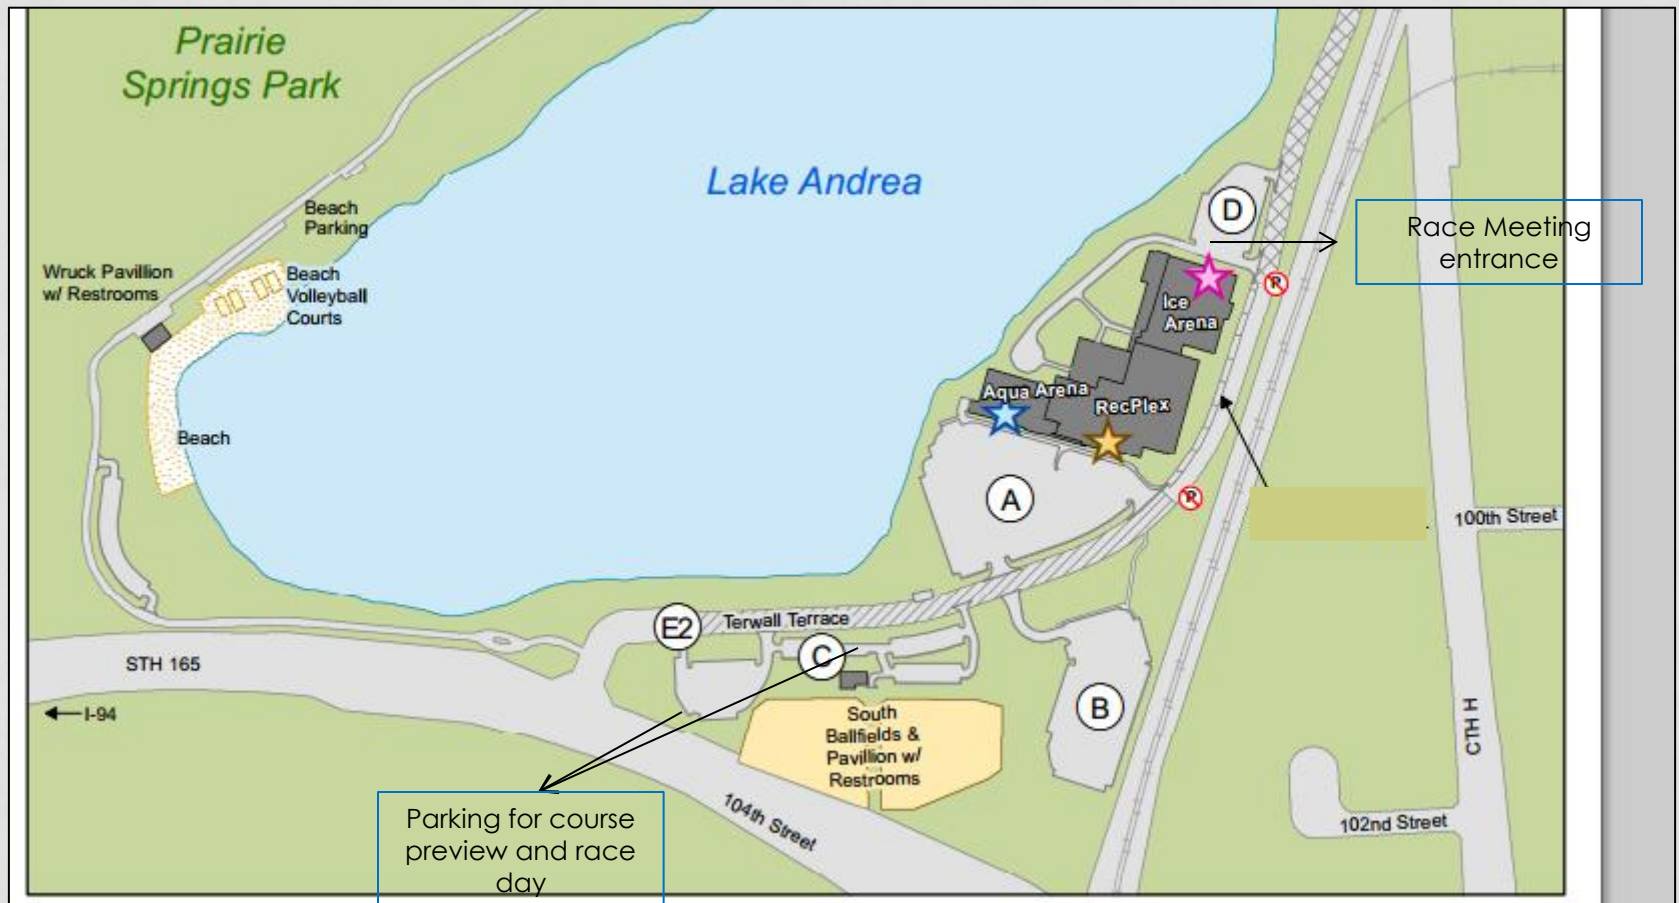 Prairie
Springs Park
Lake Andrea
Beach
Parking
D
Race Meeting
entrance
Wruck Pavillion
w/ Restrooms
Beach
Volleyball
Courts
P
Ice
Arena
Aqua Arena
RecPlex
Beach
A
P
100th Street
E2
Terwall Terrace
C
STH 165
B
I-94
South
Ballfields &
Pavillion w/
Restrooms
CTH H
104th Street
102nd Street
Parking for course
preview and race
day